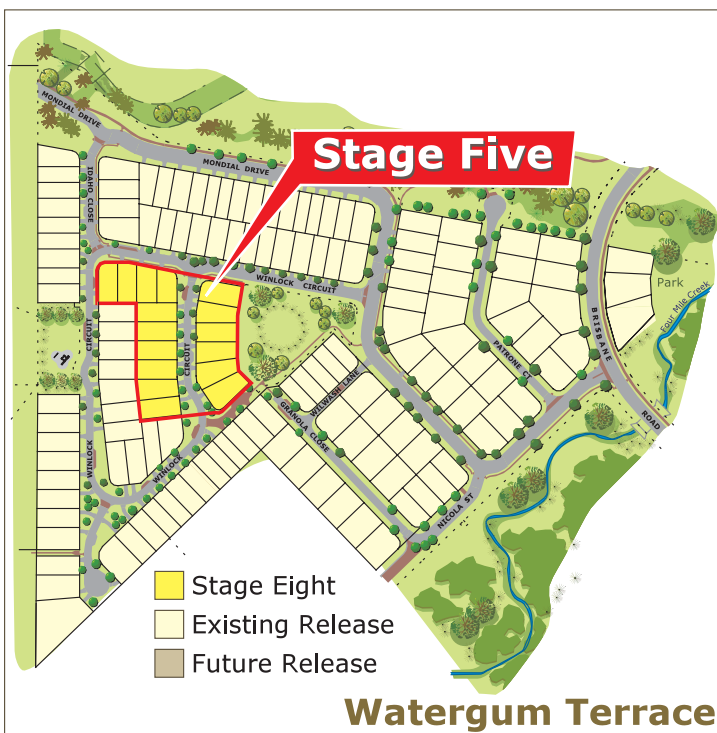 MONDIAL DRIVE
MONDIAL DRIVE
Stage Five
IDAHO CLOSE
WINLOCK CIRCUIT
Park
Four Mile Creek
BRISBANE ROAD
PATRONE CT
CIRCUIT
CIRCUIT
WILWASH LANE
GRANOLA CLOSE
WINLOCK
WINLOCK
NICOLA ST
Stage Eight
Existing Release
Future Release
Watergum Terrace